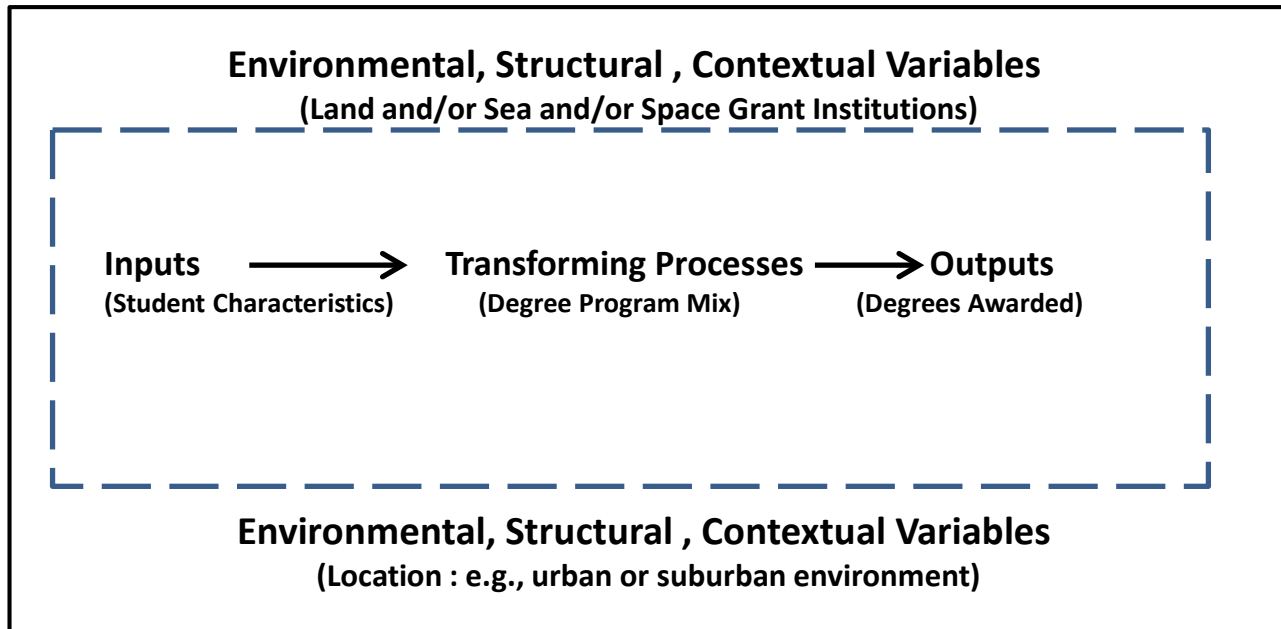 Environmental, Structural , Contextual Variables
(Land and/or Sea and/or Space Grant Institutions)
Inputs Transforming Processes Outputs
(Student Characteristics) (Degree Program Mix) (Degrees Awarded)
Environmental, Structural , Contextual Variables
(Location : e.g., urban or suburban environment)